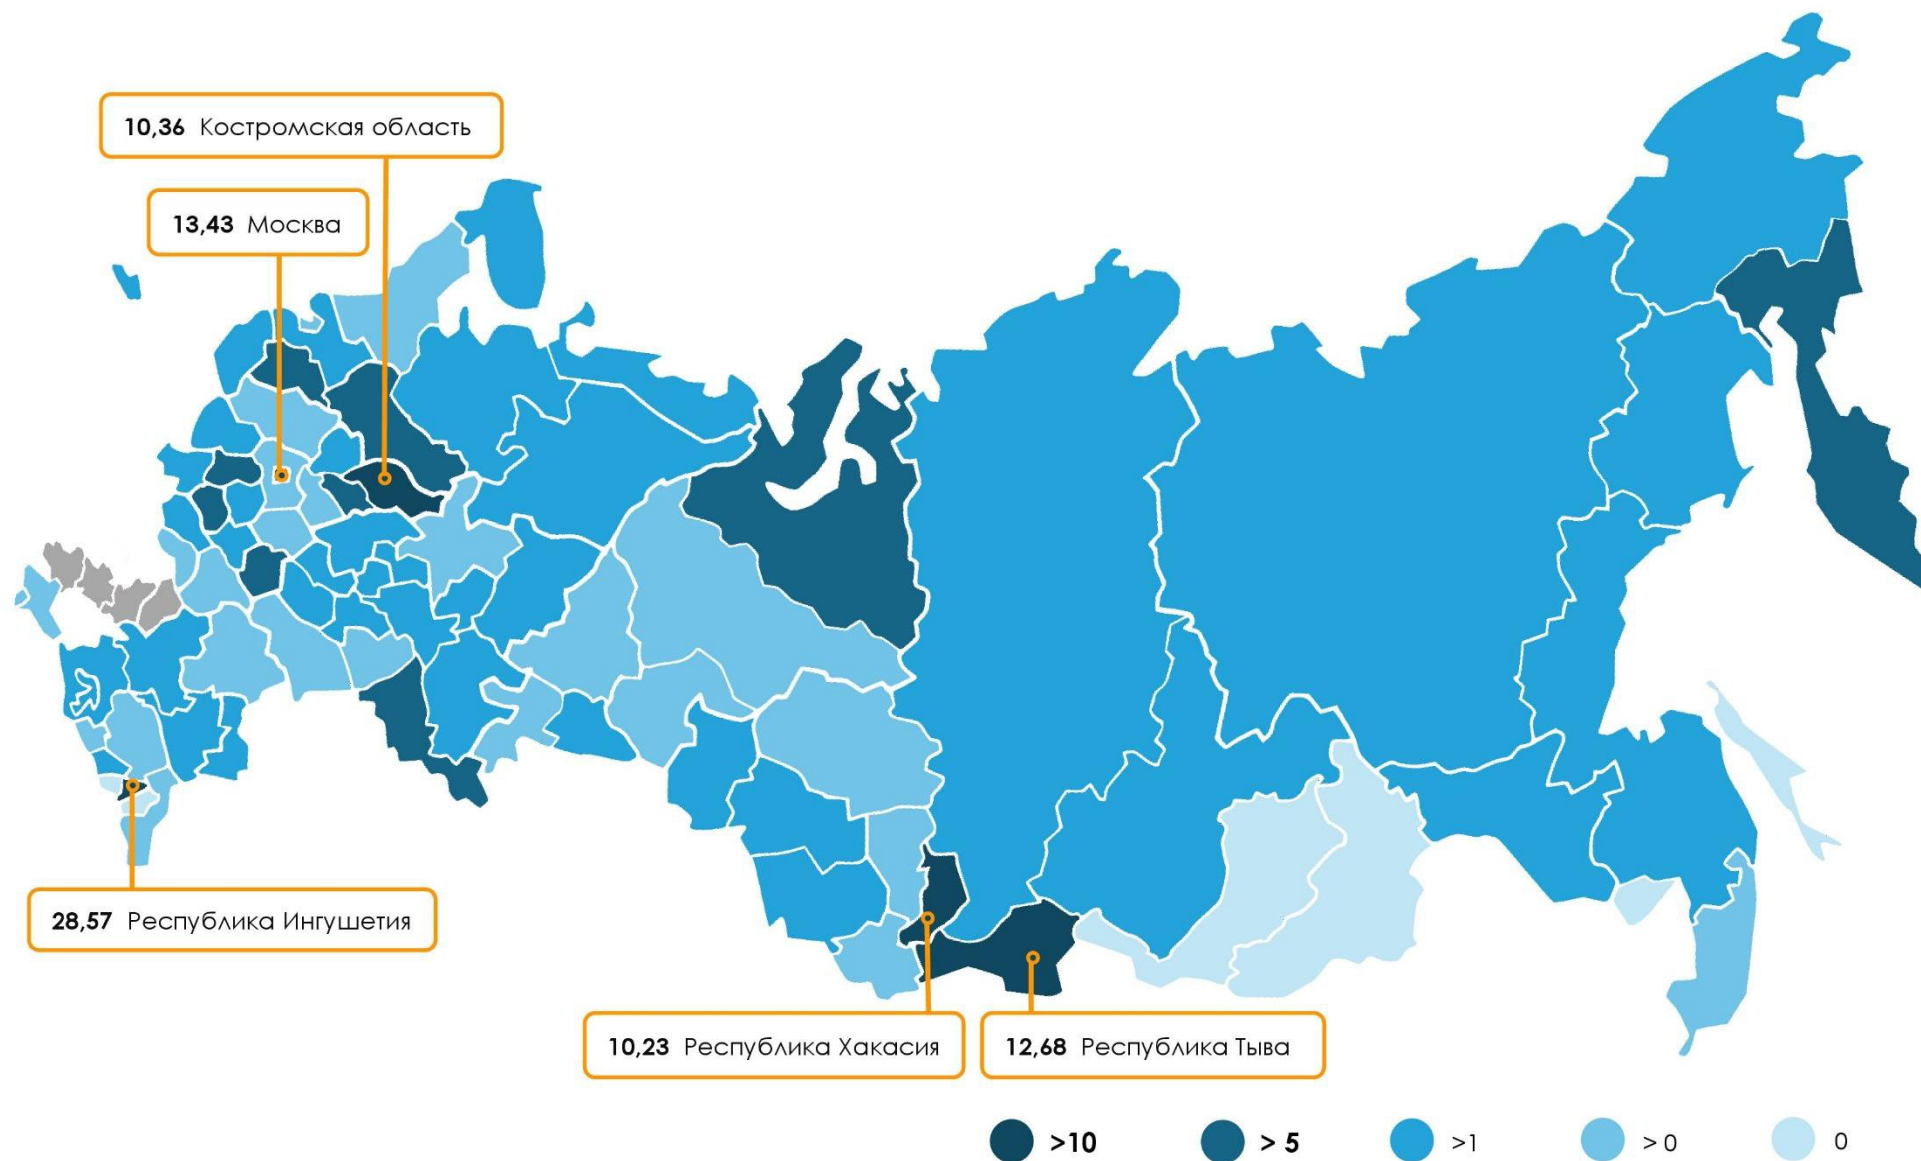 10,36 Костромская область
13,43 Москва
28,57 Республика Ингушетия
10,23 Республика Хакасия
12,68 Республика Тыва
>10
> 5
>1
> 0
0